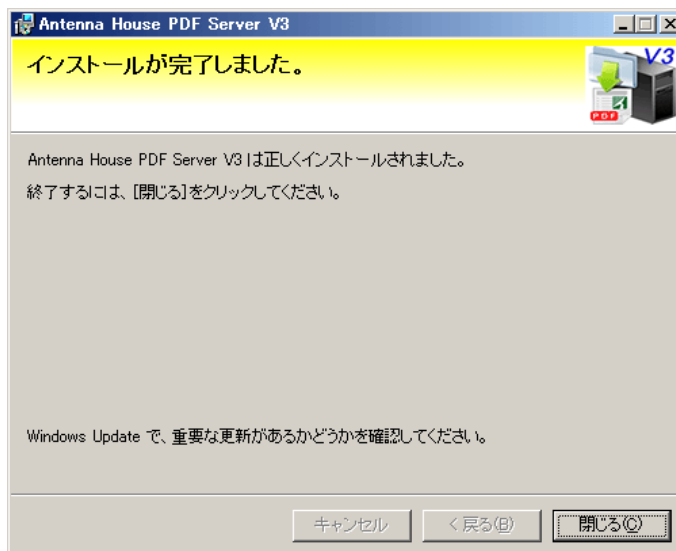 Antenna House PDF Server V3
インストールが完了しました。
V3
PDF
Antenna House PDF Server V3 は正しくインストールされました。
終了するには、[閉じる]をクリックしてください。
Windows Update で、重要な更新があるかどうかを確認してください。
キャンセル
< 戻る(B)
閉じる(C)